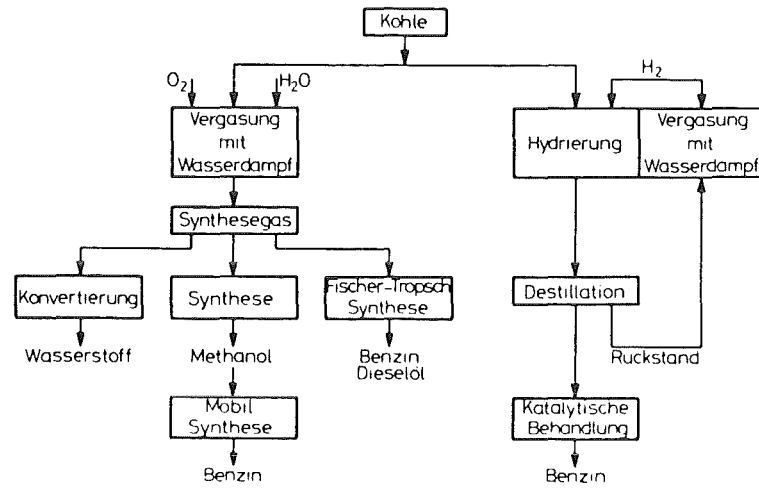 Kohle
O₂
H₂O
H₂
Vergasung
mit
Wasserdampf
Hydrierung
Vergasung
mit
Wasserdampf
Synthesegas
Konvertierung
Synthese
Fischer-Tropsch
Synthese
Destillation
Wasserstoff
Methanol
Benzin
Dieselöl
Rückstand
Mobil
Synthese
Katalytische
Behandlung
Benzin
Benzin